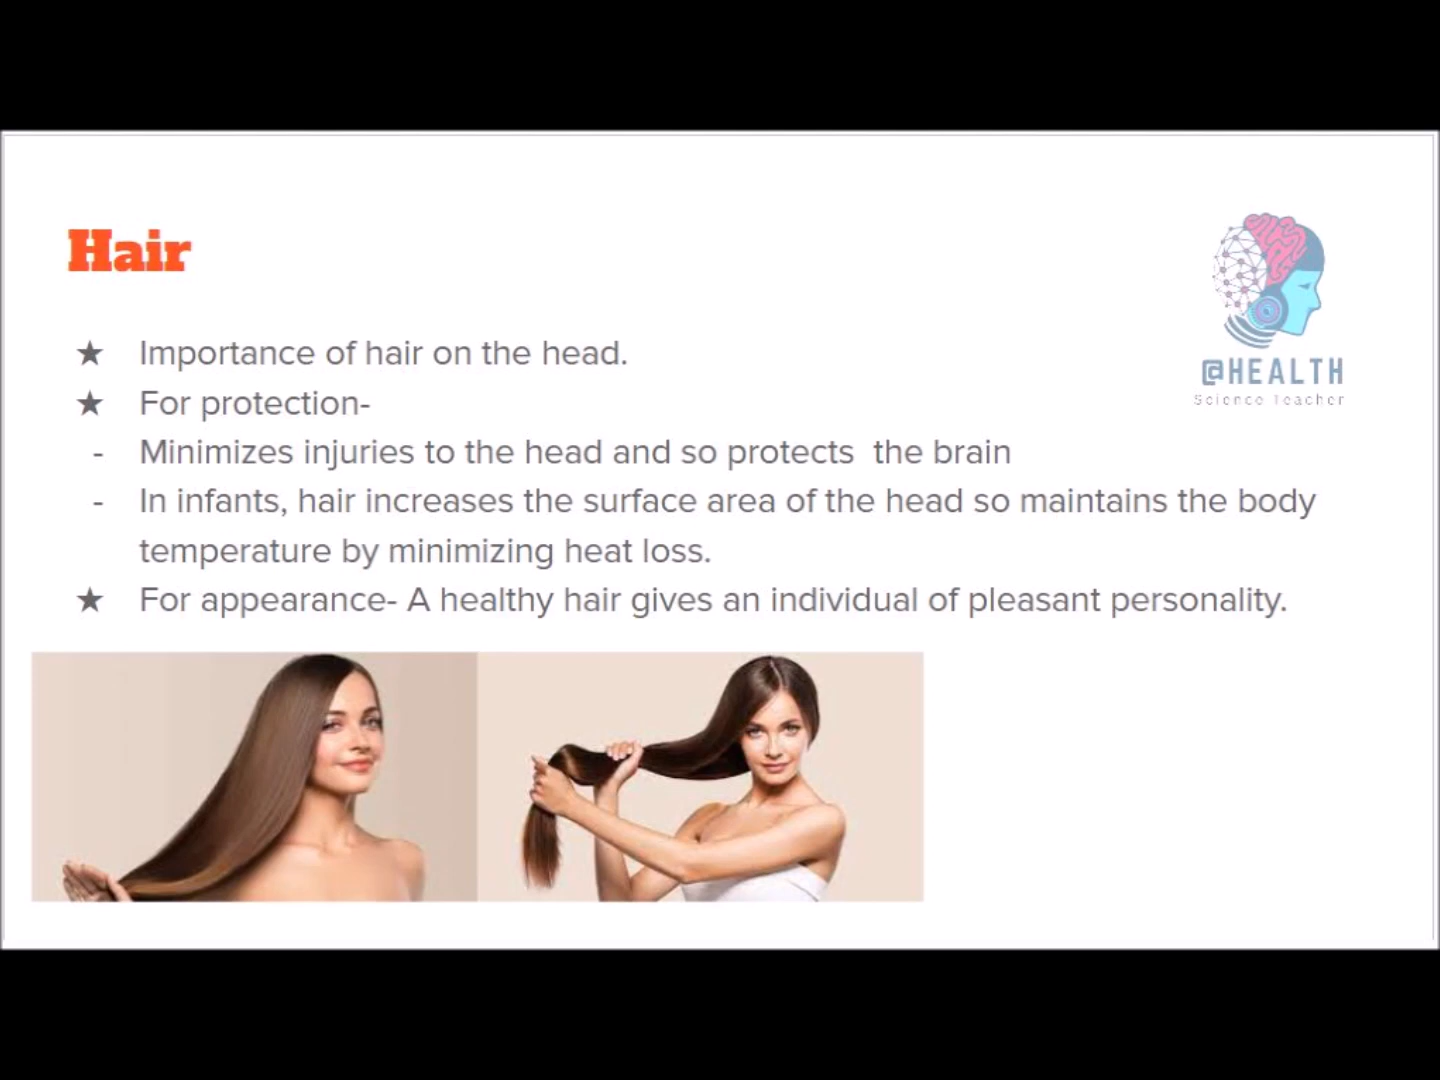 Hair
★ Importance of hair on the head.
★ For protection-
- Minimizes injuries to the head and so protects  the brain
- In infants, hair increases the surface area of the head so maintains the body
temperature by minimizing heat loss.
★ For appearance- A healthy hair gives an individual of pleasant personality.
@HEALTH
Science Teacher